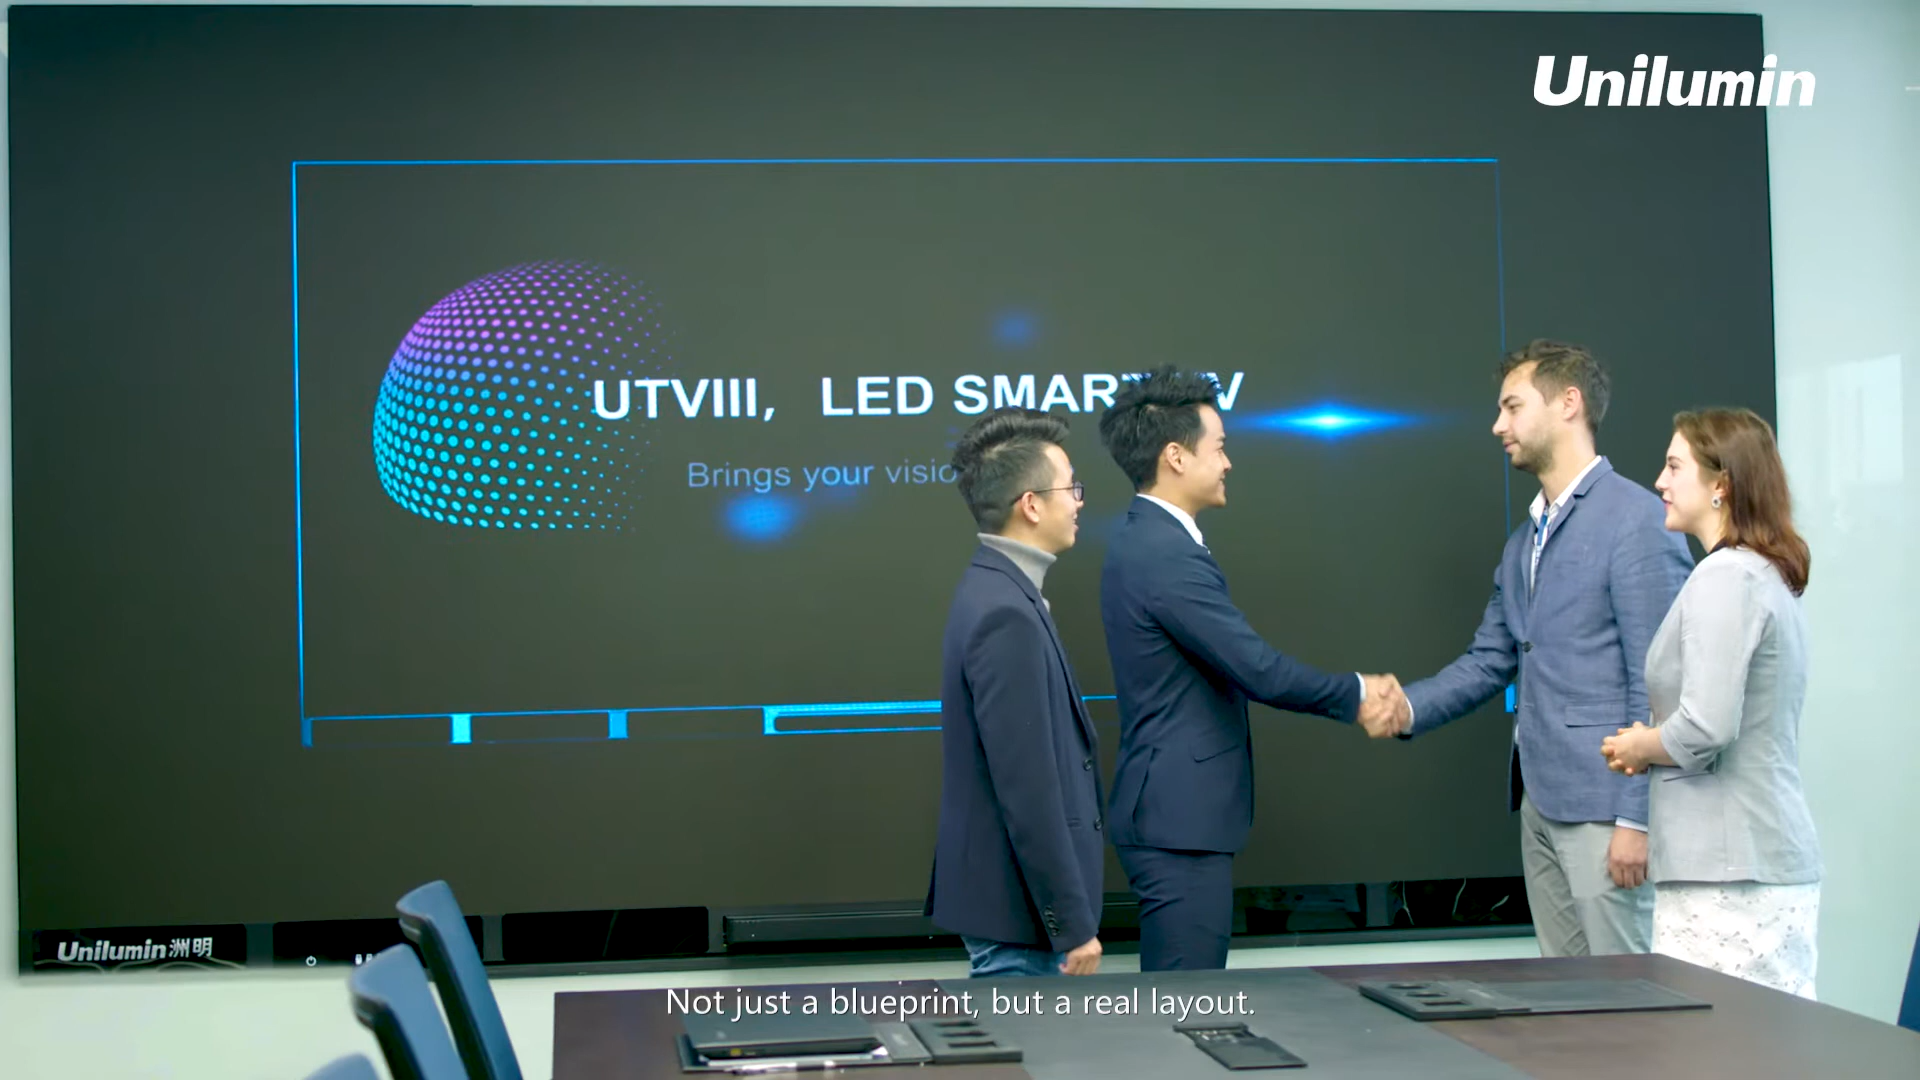 Unilumin
UTVIII, LED SMART V
Brings your visio
Unilumin洲明
Not just a blueprint, but a real layout.